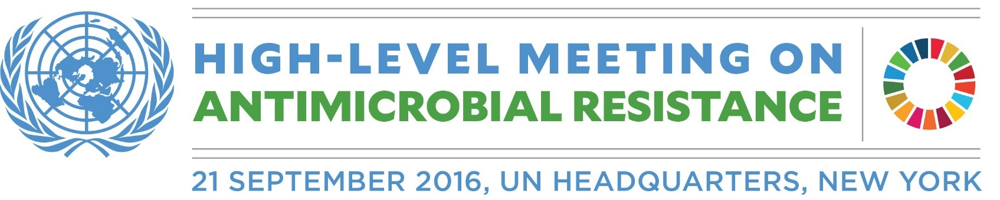 HIGH-LEVEL MEETING ON
ANTIMICROBIAL RESISTANCE
21 SEPTEMBER 2016, UN HEADQUARTERS, NEW YORK